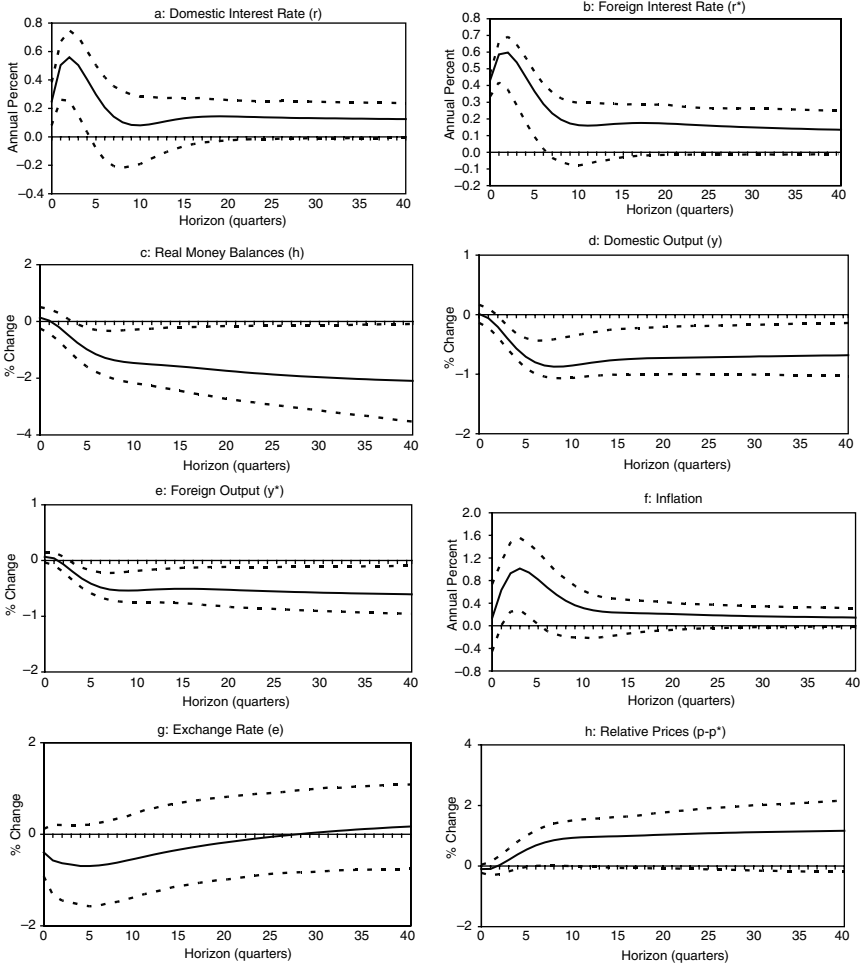 a: Domestic Interest Rate (r)
Annual Percent
0.8
0.6
0.4
0.2
0.0
–0.2
–0.4
0 5 10 15 20 25 30 35 40
Horizon (quarters)
b: Foreign Interest Rate (r*)
Annual Percent
0.8
0.7
0.6
0.5
0.4
0.3
0.2
0.1
0.0
–0.1
–0.2
0 5 10 15 20 25 30 35 40
Horizon (quarters)
c: Real Money Balances (h)
% Change
2
0
–2
–4
0 5 10 15 20 25 30 35 40
Horizon (quarters)
d: Domestic Output (y)
% Change
1
0
–1
–2
0 5 10 15 20 25 30 35 40
Horizon (quarters)
e: Foreign Output (y*)
% Change
1
0
–1
–2
0 5 10 15 20 25 30 35 40
Horizon (quarters)
f: Inflation
Annual Percent
2.0
1.6
1.2
0.8
0.4
0.0
–0.4
–0.8
0 5 10 15 20 25 30 35 40
Horizon (quarters)
g: Exchange Rate (e)
% Change
2
0
–2
0 5 10 15 20 25 30 35 40
Horizon (quarters)
h: Relative Prices (p-p*)
% Change
4
2
0
–2
0 5 10 15 20 25 30 35 40
Horizon (quarters)